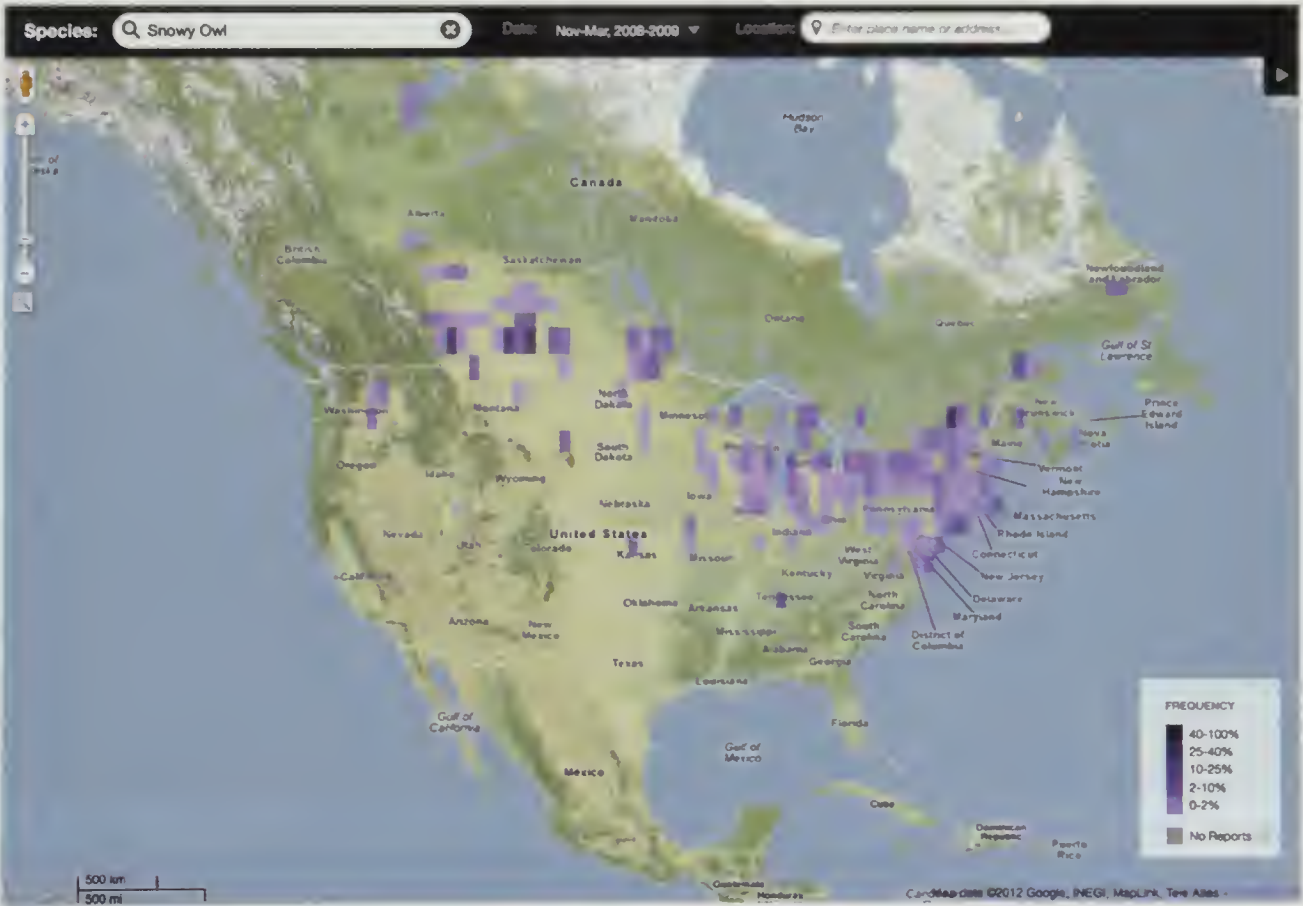 Species: Snowy Owl Date: Nov-Mar, 2008-2009 Location: Enter place name or address...
Hudson
Bay
Canada
Alberta
Manitoba
British
Columbia
Saskatchewan
Newfoundland
and Labrador
Ontario
Quebec
Gulf of St
Lawrence
North
Dakota
Washington
Montana
Minnesota
New
Brunswick
Prince
Edward
Island
Nova
Scotia
Maine
South
Dakota
Oregon
Idaho
Wyoming
Vermont
New
Hampshire
Nebraska
Iowa
Pennsylvania
Massachusetts
Ohio
Indiana
Nevada
Utah
Colorado
United States
Kansas
Missouri
West
Virginia
Rhode Island
Connecticut
Kentucky
Virginia
New Jersey
California
Oklahoma
Arkansas
Tennessee
North
Carolina
Delaware
Maryland
Arizona
New
Mexico
Mississippi
South
Carolina
District of
Columbia
Alabama
Georgia
Texas
Louisiana
Gulf of
California
Florida
Gulf of
Mexico
Mexico
Cuba
Dominican
Republic
Puerto
Rico
Guatemala
Honduras
FREQUENCY
40-100%
25-40%
10-25%
2-10%
0-2%
No Reports
500 km
500 mi
Map data ©2012 Google, INEGI, MapLink, Tele Atlas -